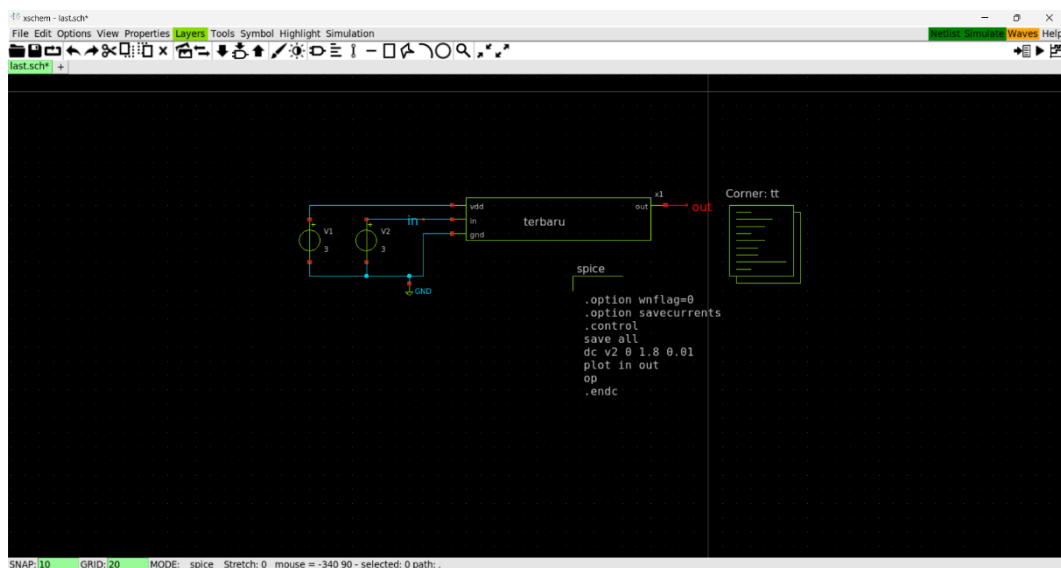 xschem - last.sch*
File Edit Options View Properties Layers Tools Symbol Highlight Simulation
Netlist Simulate Waves Help
last.sch* +
x1
Corner: tt
vdd
out
out
in
in
terbaru
gnd
V1
V2
3
3
GND
spice
.option wnflag=0
.option savecurrents
.control
save all
dc v2 0 1.8 0.01
plot in out
op
.endc
SNAP: 10 GRID: 20 MODE: spice Stretch: 0 mouse = -340 90 - selected: 0 path: .